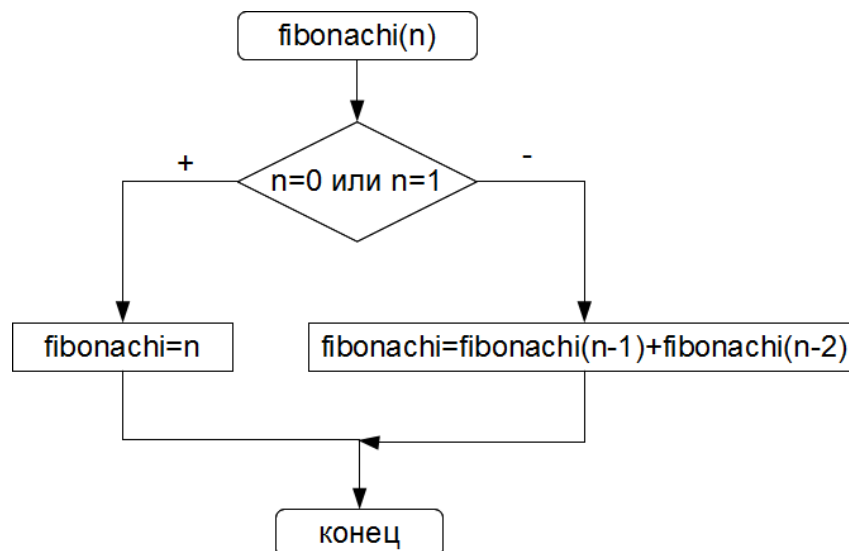 fibonachi(n)
+
-
n=0 или n=1
fibonachi=n
fibonachi=fibonachi(n-1)+fibonachi(n-2)
конец